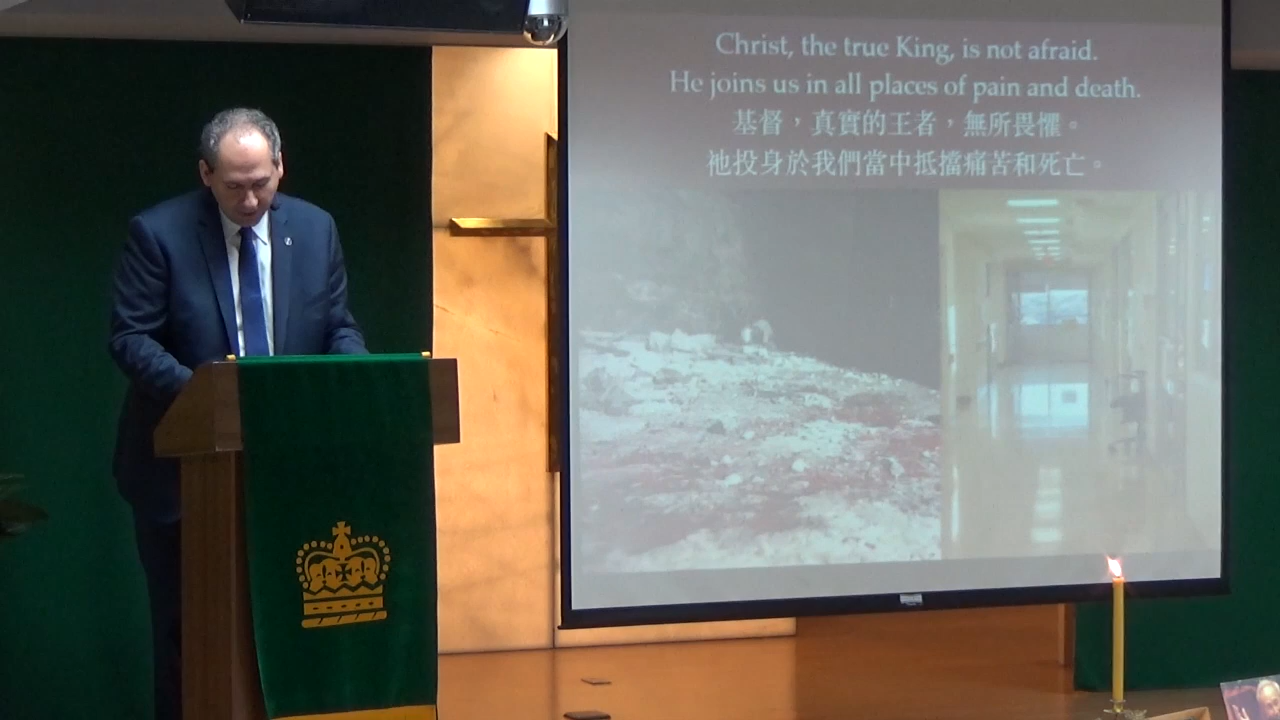 Christ, the true King, is not afraid.
He joins us in all places of pain and death.
基督，真實的王者，無所畏懼。
祂投身於我們當中抵擋痛苦和死亡。